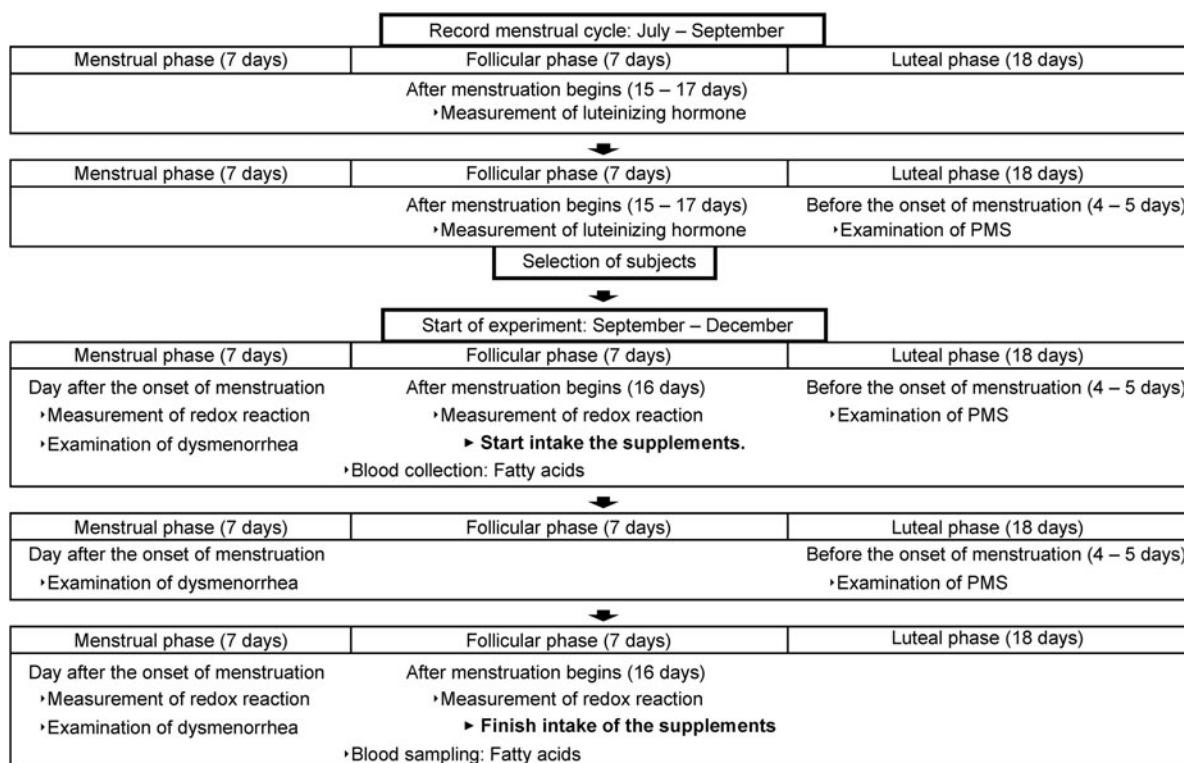 Record menstrual cycle: July – September
Menstrual phase (7 days) Follicular phase (7 days) Luteal phase (18 days)
After menstruation begins (15 – 17 days)
‣Measurement of luteinizing hormone
Menstrual phase (7 days) Follicular phase (7 days) Luteal phase (18 days)
After menstruation begins (15 – 17 days) Before the onset of menstruation (4 – 5 days)
‣Measurement of luteinizing hormone ‣Examination of PMS
Selection of subjects
Start of experiment: September – December
Menstrual phase (7 days) Follicular phase (7 days) Luteal phase (18 days)
Day after the onset of menstruation After menstruation begins (16 days) Before the onset of menstruation (4 – 5 days)
‣Measurement of redox reaction ‣Measurement of redox reaction ‣Examination of PMS
‣Examination of dysmenorrhea ► Start intake the supplements.
‣Blood collection: Fatty acids
Menstrual phase (7 days) Follicular phase (7 days) Luteal phase (18 days)
Day after the onset of menstruation Before the onset of menstruation (4 – 5 days)
‣Examination of dysmenorrhea ‣Examination of PMS
Menstrual phase (7 days) Follicular phase (7 days) Luteal phase (18 days)
Day after the onset of menstruation After menstruation begins (16 days)
‣Measurement of redox reaction ‣Measurement of redox reaction
‣Examination of dysmenorrhea ► Finish intake of the supplements
‣Blood sampling: Fatty acids